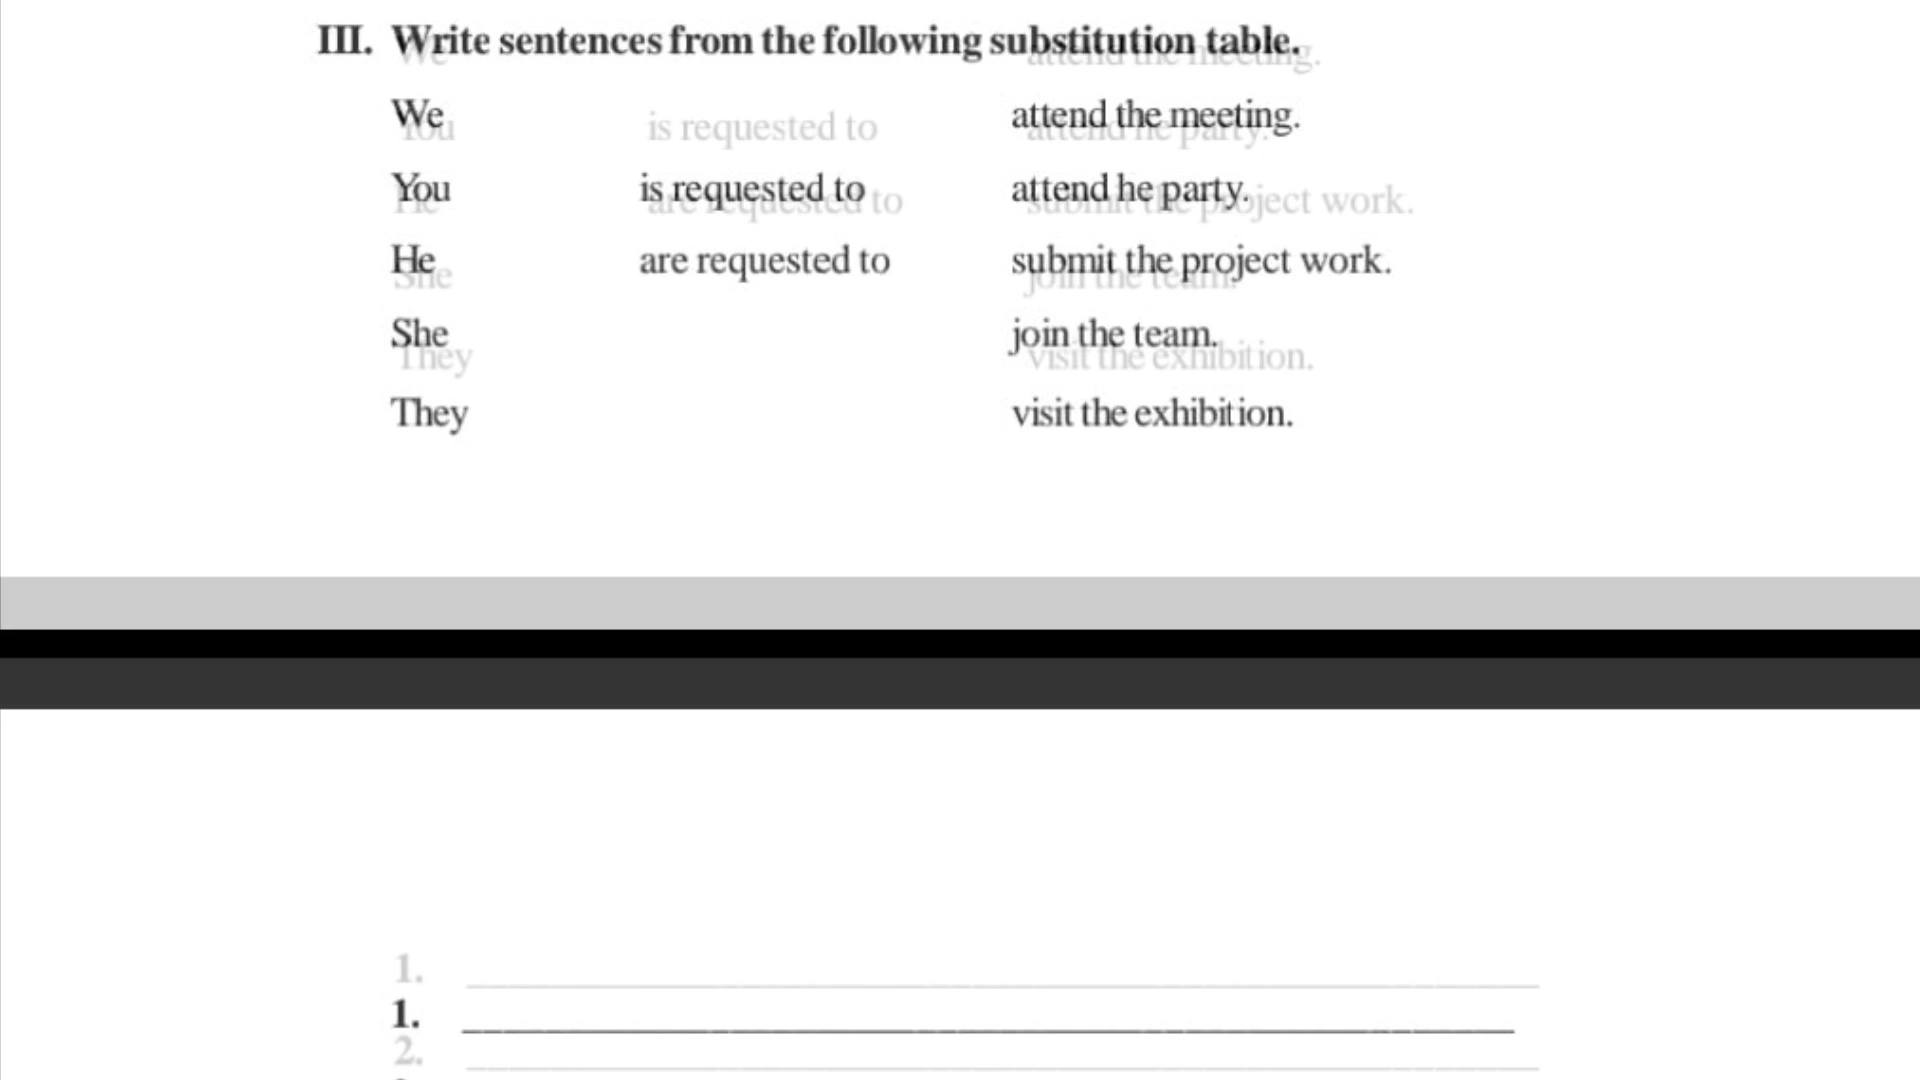 III. Write sentences from the following substitution table.
We attend the meeting.
You is requested to attend he party.
He are requested to submit the project work.
She join the team.
They visit the exhibition.
1.
1.
2.